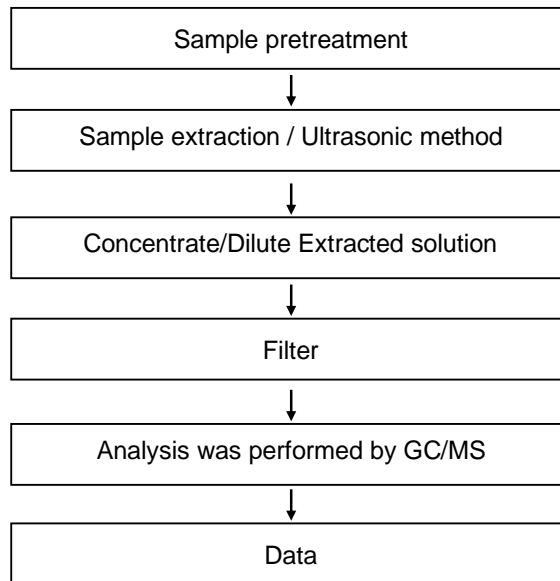 Sample pretreatment
Sample extraction / Ultrasonic method
Concentrate/Dilute Extracted solution
Filter
Analysis was performed by GC/MS
Data